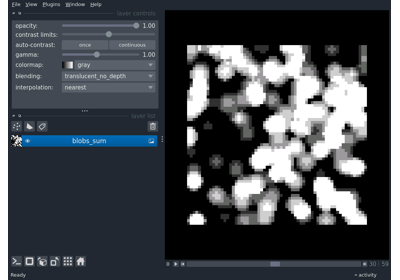 File View Plugins Window Help
layer controls
opacity: 1.00
contrast limits:
auto-contrast: once continuous
gamma: 1.00
colormap: gray
blending: translucent_no_depth
interpolation: nearest
layer list
blobs_sum
30 59
Ready
activity